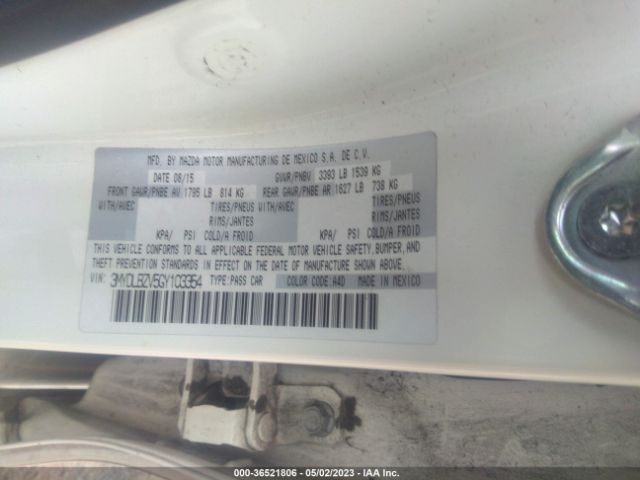 MFD. BY MAZDA MOTOR MANUFACTURING DE MEXICO S.A. DE C.V.
DATE 08/15 GVWR/PNBV 3393 LB 1539 KG
FRONT GAWR/PNBE AV 1795 LB 814 KG REAR GAWR/PNBE AR 1627 LB 738 KG
WITH/AVEC TIRES/PNEUS WITH/AVEC TIRES/PNEUS
RIMS/JANTES RIMS/JANTES
KPA/ PSI COLD/A FROID KPA/ PSI COLD/A FROID
THIS VEHICLE CONFORMS TO ALL APPLICABLE FEDERAL MOTOR VEHICLE SAFETY, BUMPER, AND
THEFT PREVENTION STANDARDS IN EFFECT ON THE DATE OF MANUFACTURE SHOWN ABOVE.
VIN: 3MYDLBZV5GY103354 TYPE:PASS CAR COLOR CODE:A4D MADE IN MEXICO
000-36521806 - 05/02/2023 - IAA Inc.